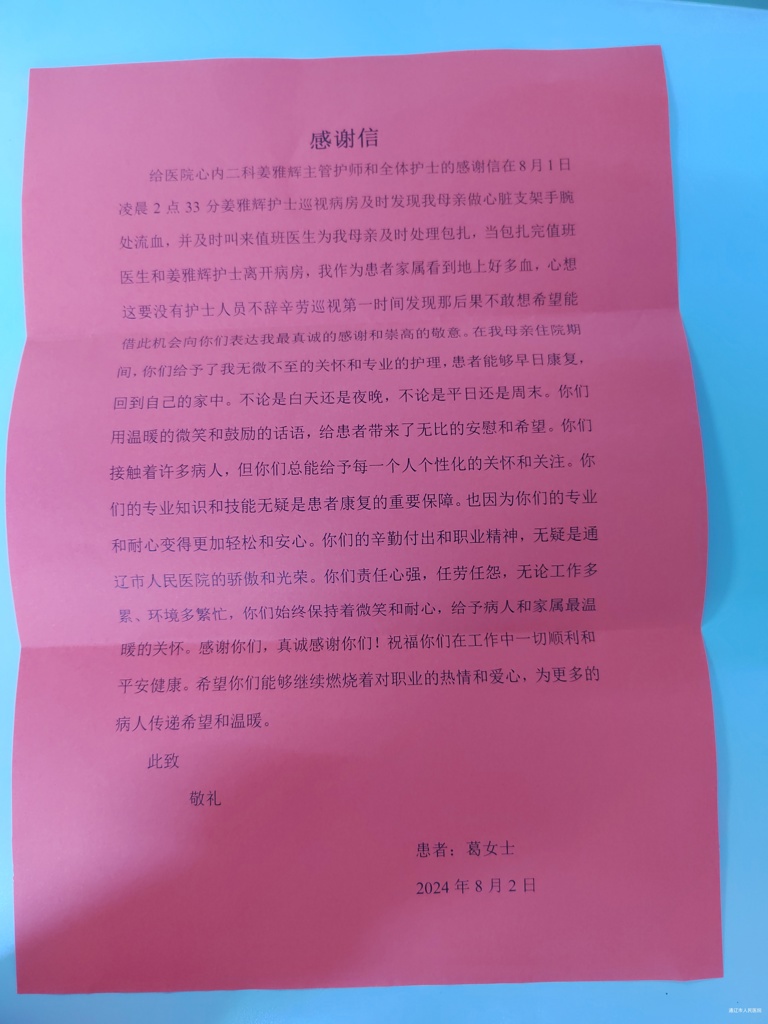 感谢信
给医院心内二科姜雅辉主管护师和全体护士的感谢信在8月1日
凌晨2点33分姜雅辉护士巡视病房及时发现我母亲做心脏支架手腕
处流血，并及时叫来值班医生为我母亲及时处理包扎，当包扎完值班
医生和姜雅辉护士离开病房，我作为患者家属看到地上好多血，心想
这要没有护士人员不辞辛劳巡视第一时间发现那后果不敢想希望能
借此机会向你们表达我最真诚的感谢和崇高的敬意。在我母亲住院期
间，你们给予了我无微不至的关怀和专业的护理，患者能够早日康复，
回到自己的家中。不论是白天还是夜晚，不论是平日还是周末。你们
用温暖的微笑和鼓励的话语，给患者带来了无比的安慰和希望。你们
接触着许多病人，但你们总能给予每一个人个性化的关怀和关注。你
们的专业知识和技能无疑是患者康复的重要保障。也因为你们的专业
和耐心变得更加轻松和安心。你们的辛勤付出和职业精神，无疑是通
辽市人民医院的骄傲和光荣。你们责任心强，任劳任怨，无论工作多
累、环境多繁忙，你们始终保持着微笑和耐心，给予病人和家属最温
暖的关怀。感谢你们，真诚感谢你们！祝福你们在工作中一切顺利和
平安健康。希望你们能够继续燃烧着对职业的热情和爱心，为更多的
病人传递希望和温暖。
此致
敬礼
患者：葛女士
2024年8月2日
通辽市人民医院